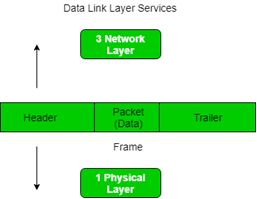 Data Link Layer Services
3 Network
Layer
Header
Packet
(Data)
Trailer
Frame
1 Physical
Layer